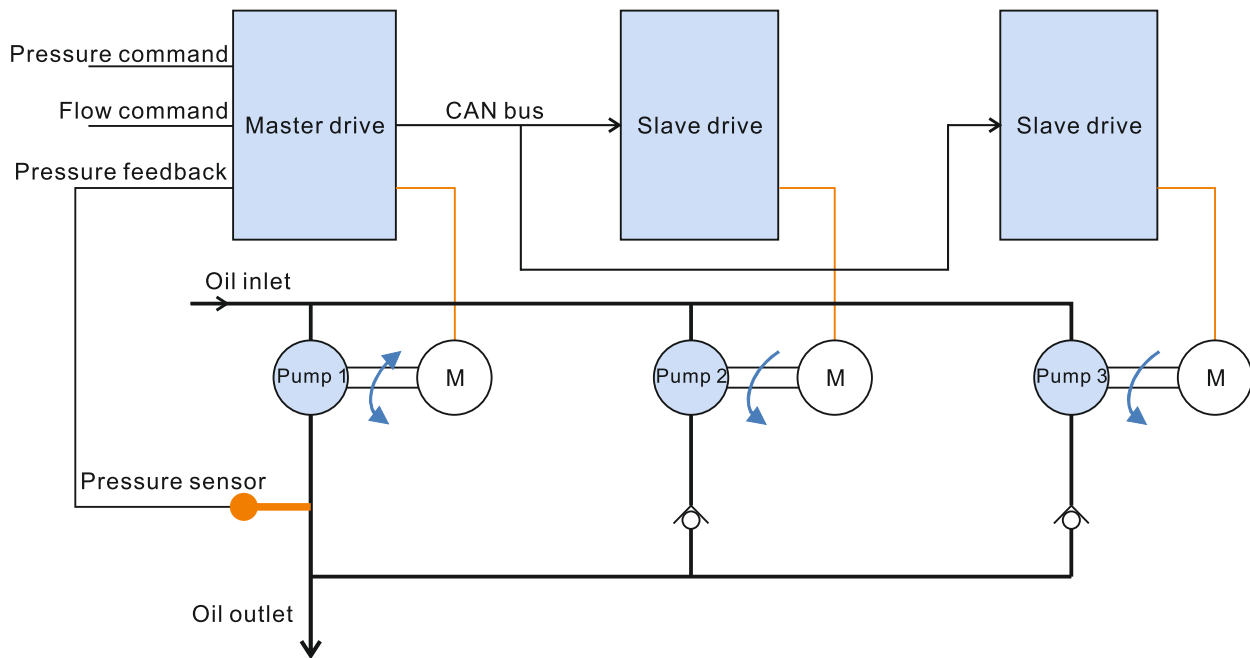 Pressure command
Flow command
Pressure feedback
Master drive
CAN bus
Slave drive
Slave drive
Oil inlet
Pump 1
M
Pump 2
M
Pump 3
M
Pressure sensor
Oil outlet